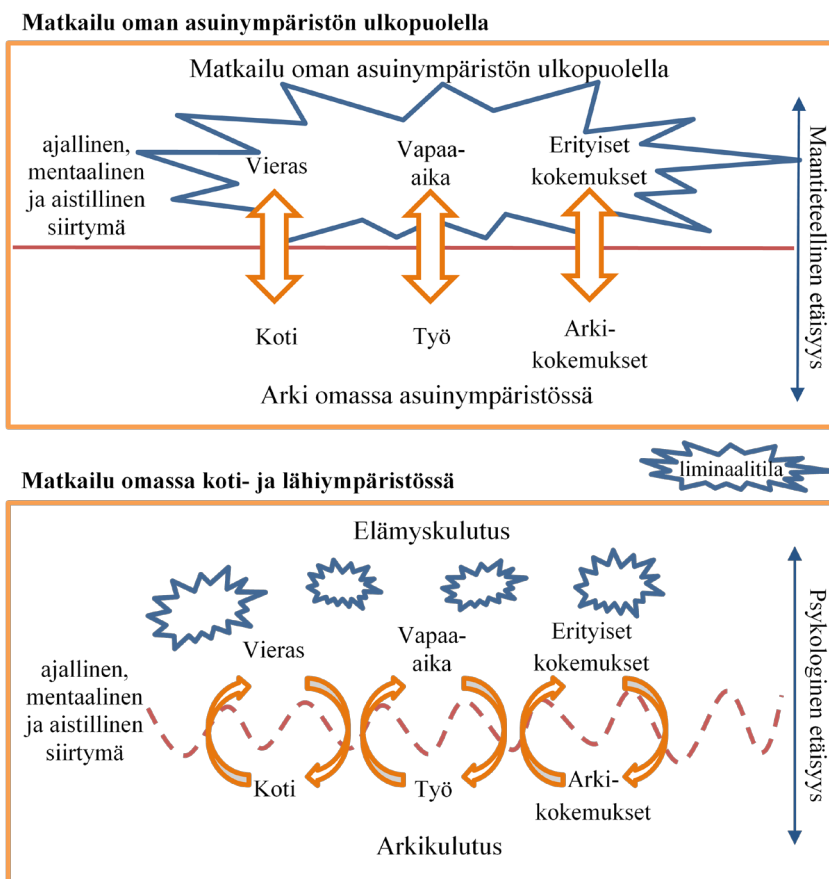 Matkailu oman asuinympäristön ulkopuolella
Matkailu oman asuinympäristön ulkopuolella
ajallinen,
mentaalinen
ja aistillinen
siirtymä
Vieras
Vapaa-
aika
Erityiset
kokemukset
Maantieteellinen etäisyys
Koti
Työ
Arki-
kokemukset
Arki omassa asuinympäristössä
liminaalitila
Matkailu omassa koti- ja lähiympäristössä
Elämyskulutus
ajallinen,
mentaalinen
ja aistillinen
siirtymä
Vieras
Vapaa-
aika
Erityiset
kokemukset
Psykologinen etäisyys
Koti
Työ
Arki-
kokemukset
Arkikulutus